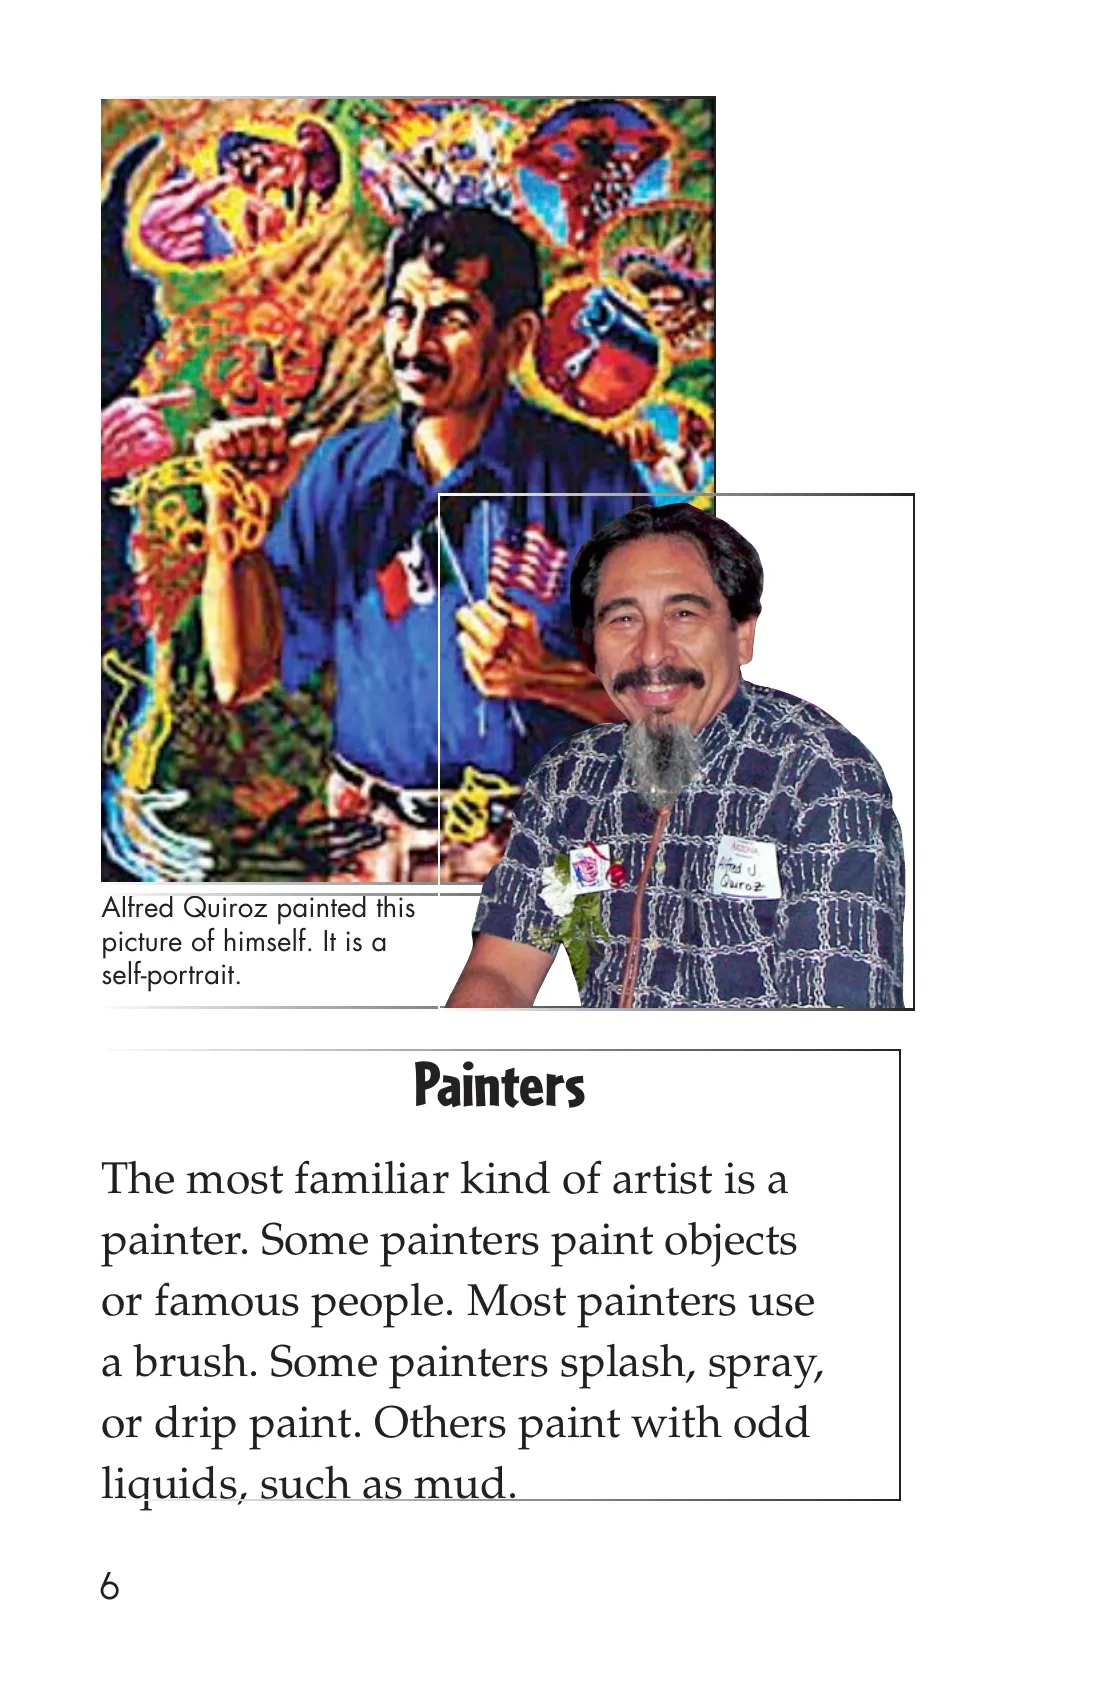 ARIZONA
Alfred J.
Quiroz
Alfred Quiroz painted this
picture of himself. It is a
self-portrait.
Painters
The most familiar kind of artist is a
painter. Some painters paint objects
or famous people. Most painters use
a brush. Some painters splash, spray,
or drip paint. Others paint with odd
liquids, such as mud.
6